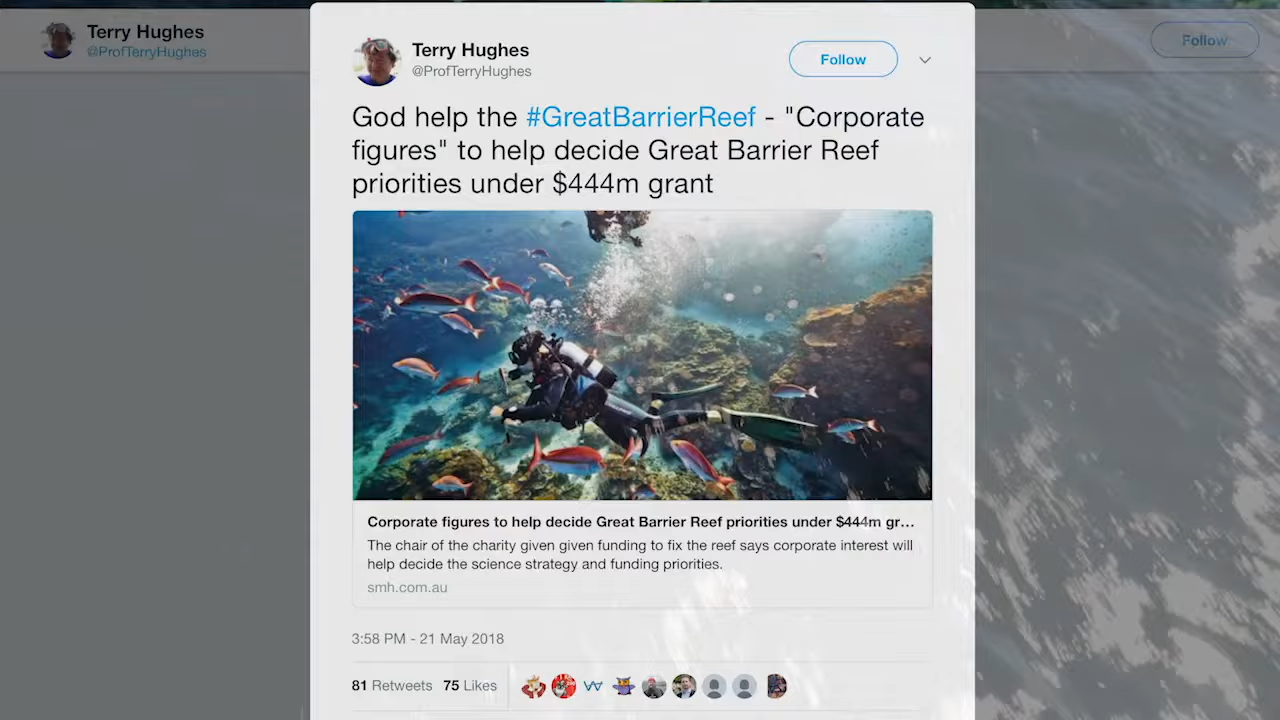 Terry Hughes
@ProfTerryHughes
Follow
Terry Hughes
@ProfTerryHughes
Follow
God help the #GreatBarrierReef - "Corporate
figures" to help decide Great Barrier Reef
priorities under $444m grant
Corporate figures to help decide Great Barrier Reef priorities under $444m gr...
The chair of the charity given given funding to fix the reef says corporate interest will
help decide the science strategy and funding priorities.
smh.com.au
3:58 PM - 21 May 2018
81 Retweets 75 Likes